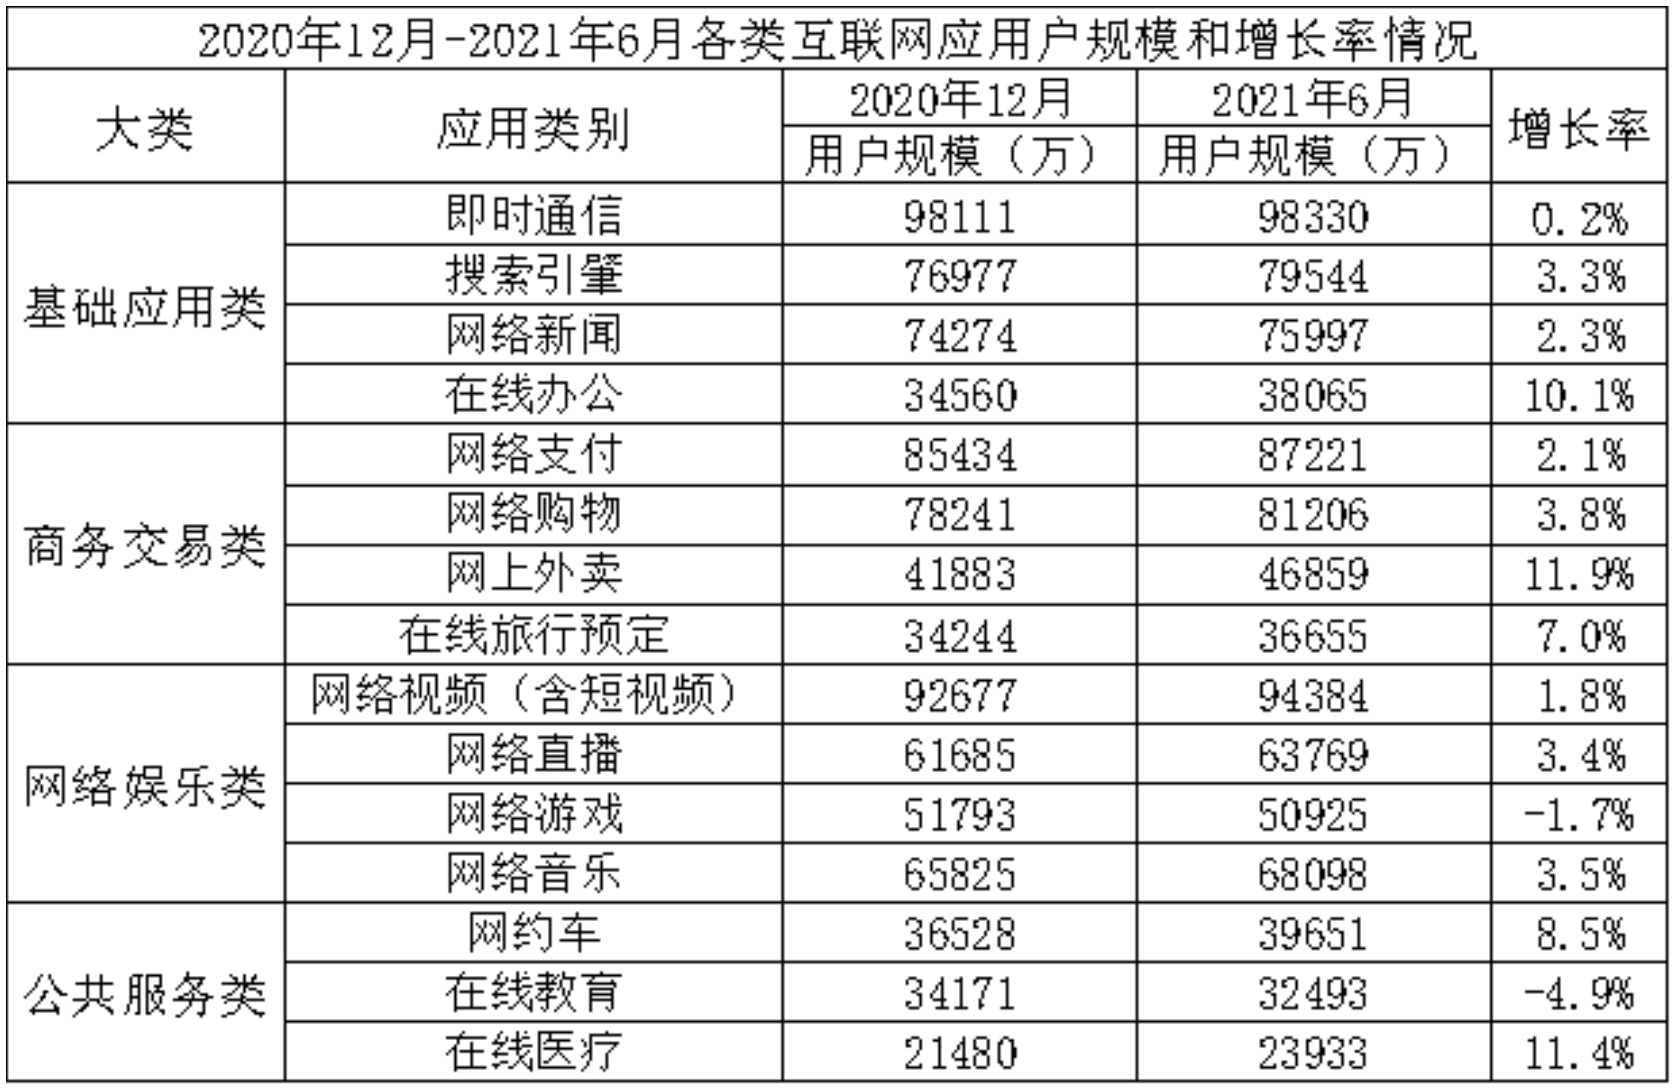 2020年12月-2021年6月各类互联网应用户规模和增长率情况
大类 应用类别 2020年12月 2021年6月 增长率
用户规模（万） 用户规模（万）
基础应用类 即时通信 98111 98330 0.2%
搜索引肇 76977 79544 3.3%
网络新闻 74274 75997 2.3%
在线办公 34560 38065 10.1%
商务交易类 网络支付 85434 87221 2.1%
网络购物 78241 81206 3.8%
网上外卖 41883 46859 11.9%
在线旅行预定 34244 36655 7.0%
网络娱乐类 网络视频（含短视频） 92677 94384 1.8%
网络直播 61685 63769 3.4%
网络游戏 51793 50925 -1.7%
网络音乐 65825 68098 3.5%
公共服务类 网约车 36528 39651 8.5%
在线教育 34171 32493 -4.9%
在线医疗 21480 23933 11.4%